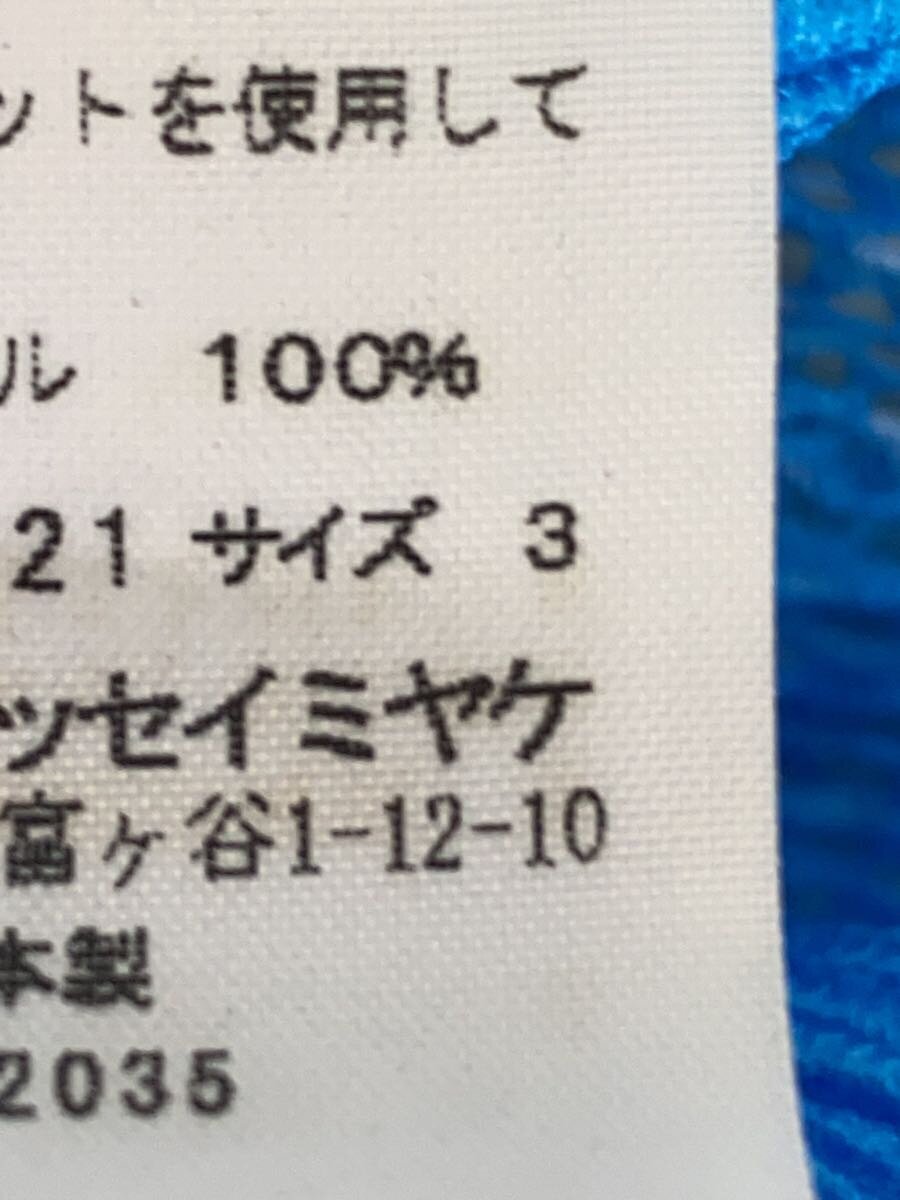 ットを使用して
ル 100%
21 サイズ 3
ッセイミヤケ
富ヶ谷1-12-10
本製
2035